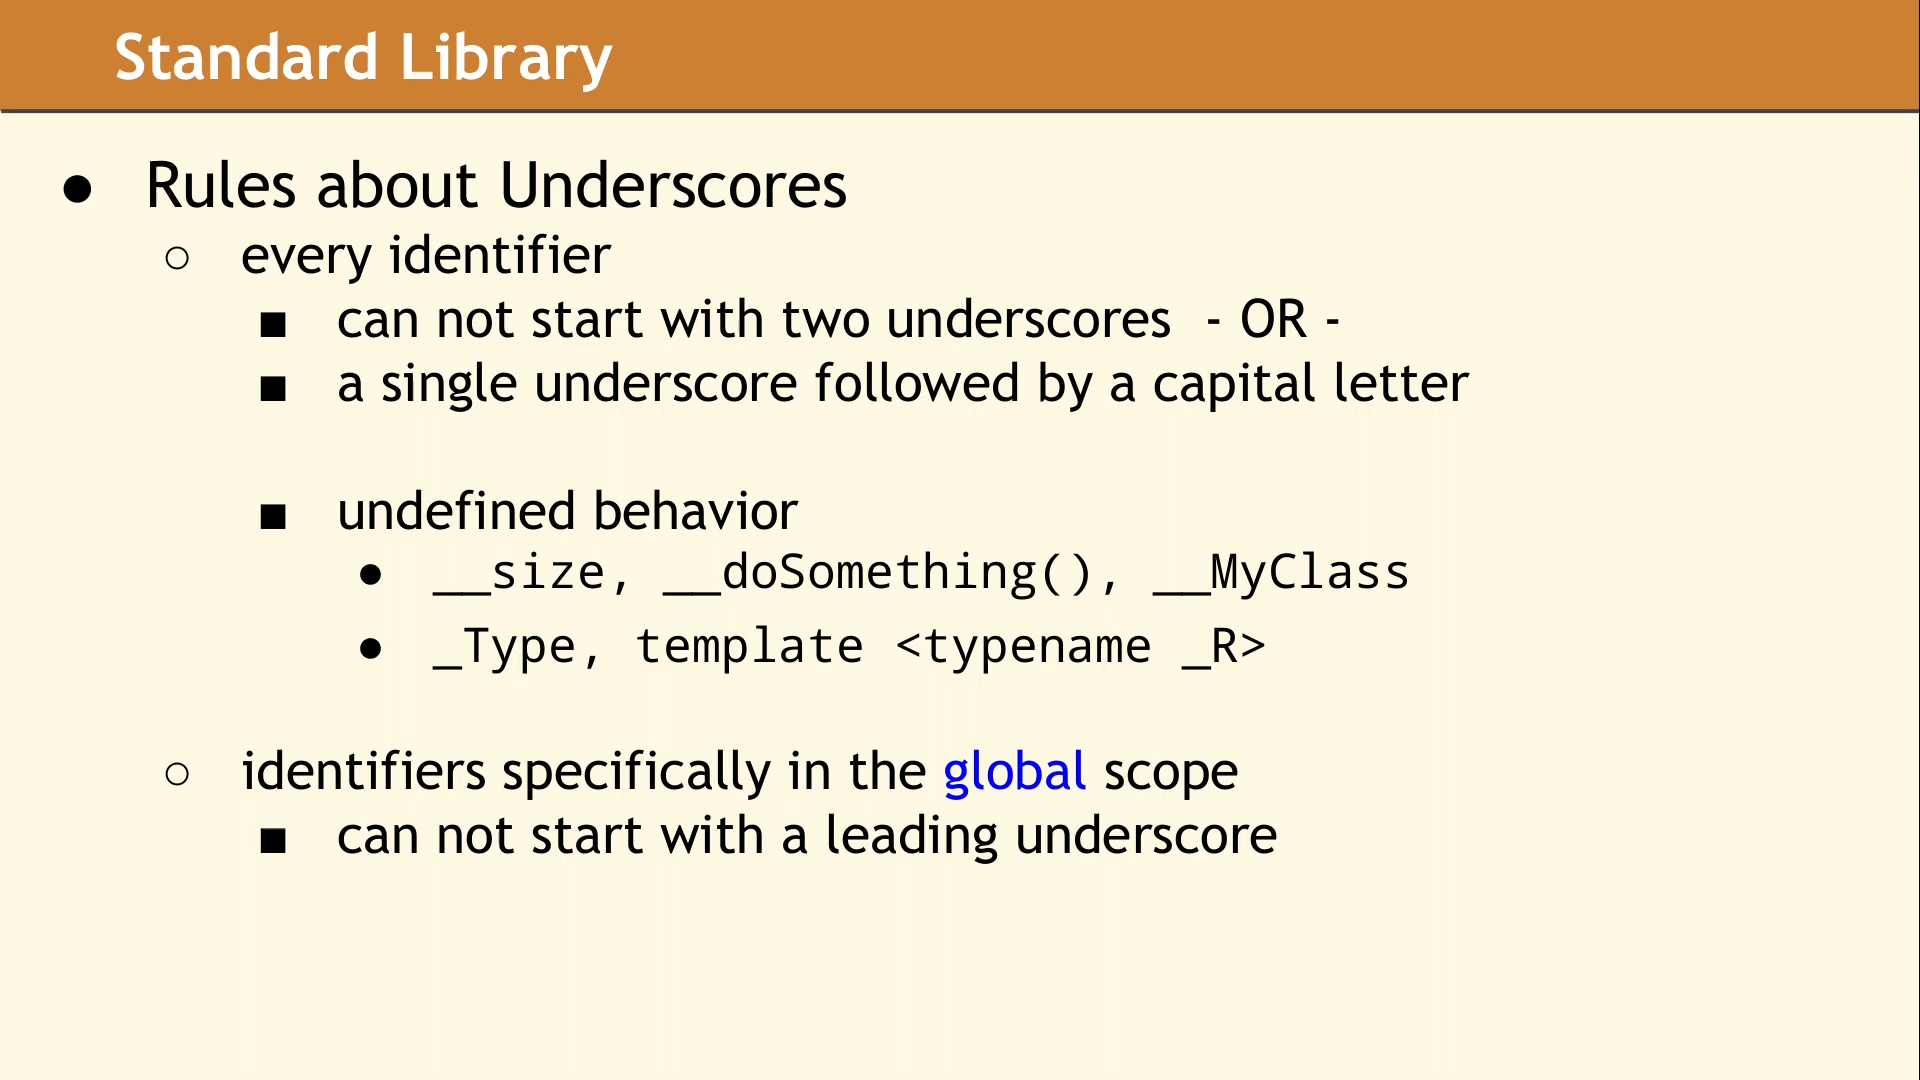 Standard Library
● Rules about Underscores
○ every identifier
■ can not start with two underscores - OR -
■ a single underscore followed by a capital letter
■ undefined behavior
● __size, __doSomething(), __MyClass
● _Type, template <typename _R>
○ identifiers specifically in the global scope
■ can not start with a leading underscore